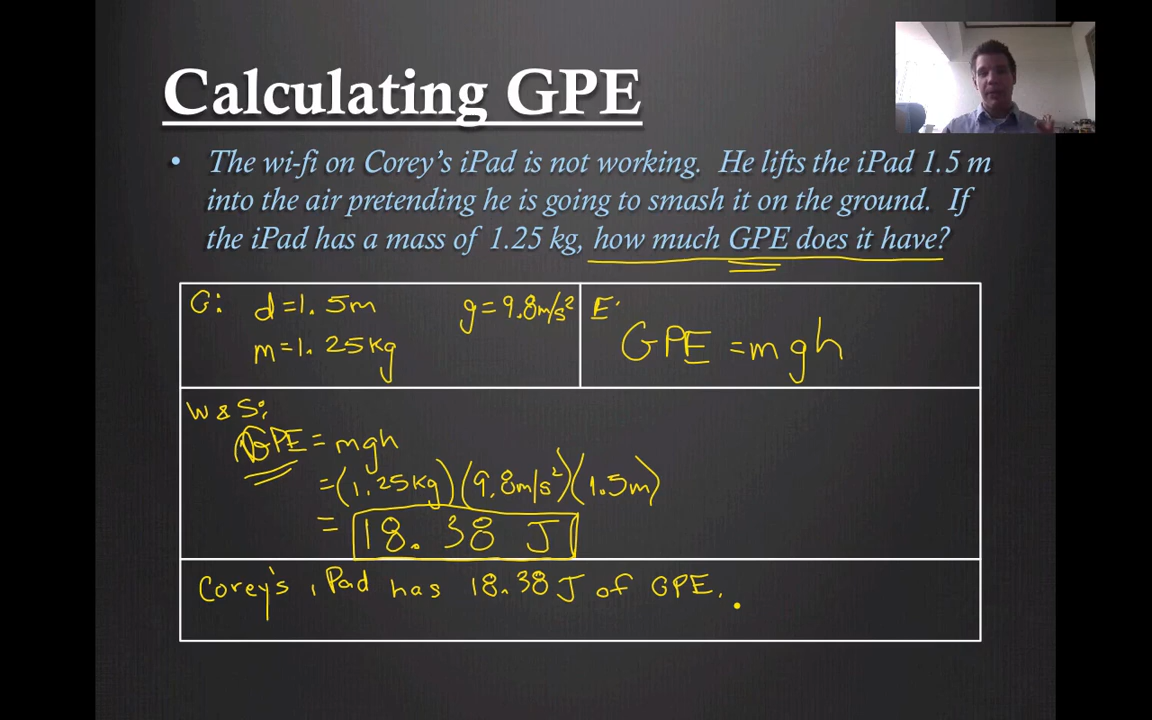 Calculating GPE
• The wi-fi on Corey's iPad is not working. He lifts the iPad 1.5 m
into the air pretending he is going to smash it on the ground. If
the iPad has a mass of 1.25 kg, how much GPE does it have?
G: d=1.5m g=9.8m/s²
m=1.25kg
E:
GPE = mgh
W & S:
GPE = mgh
=(1.25kg)(9.8m/s²)(1.5m)
= 18.38 J
Corey's iPad has 18.38J of GPE.